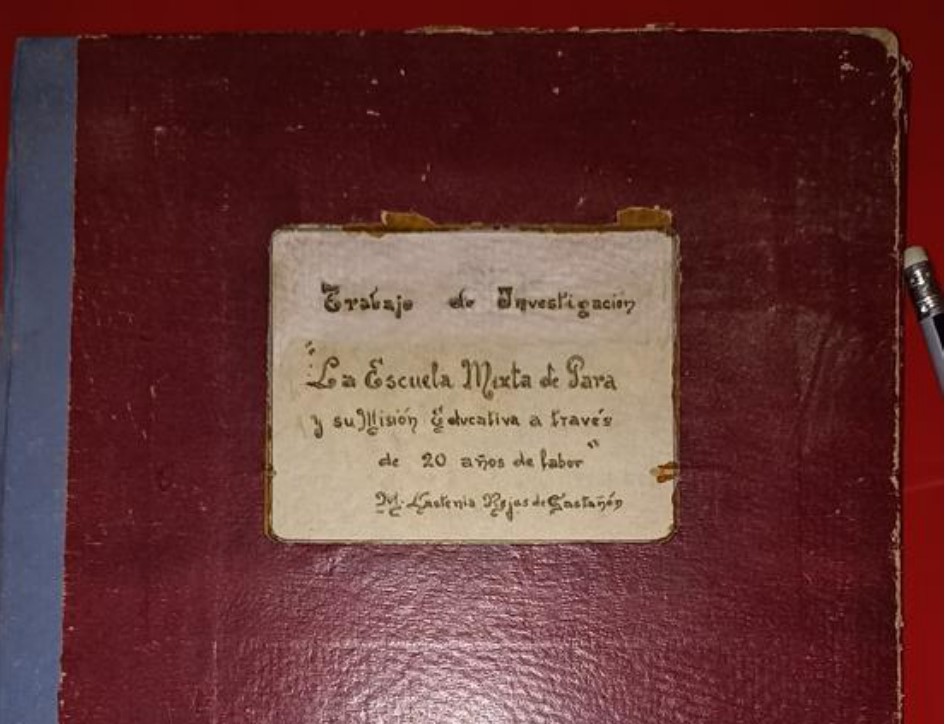 Trabajo de Investigación
"La Escuela Mixta de Para
y su Misión Educativa a través
de 20 años de labor"
M. Lastenia Rojas de Castañón